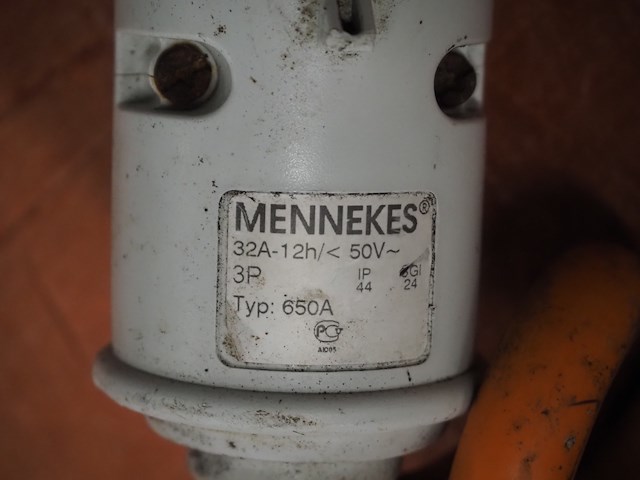 MENNEKES®
32A-12h/< 50V~
3P IP 44 24
Typ: 650A